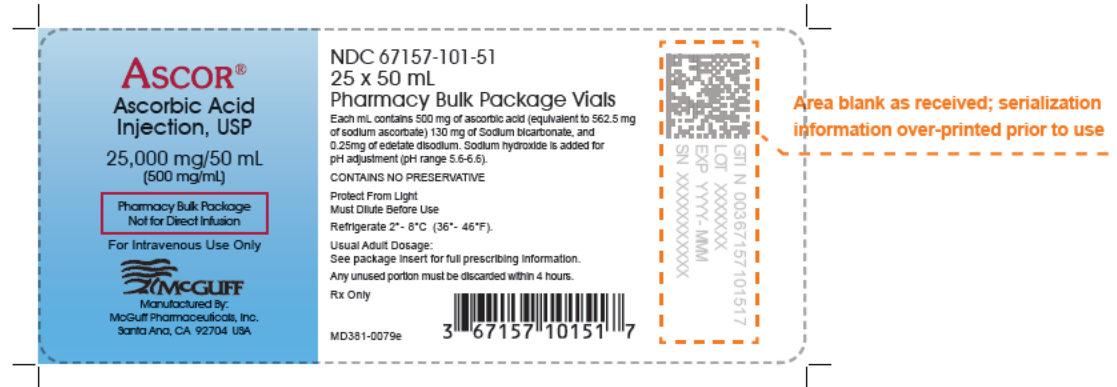 ASCOR®
Ascorbic Acid
Injection, USP
25,000 mg/50 mL
(500 mg/mL)
Pharmacy Bulk Package
Not for Direct Infusion
For Intravenous Use Only
McGUFF
Manufactured By:
McGuff Pharmaceuticals, Inc.
Santa Ana, CA 92704 USA
NDC 67157-101-51
25 x 50 mL
Pharmacy Bulk Package Vials
Each mL contains 500 mg of ascorbic acid (equivalent to 562.5 mg
of sodium ascorbate) 130 mg of Sodium bicarbonate, and
0.25mg of edetate disodium. Sodium hydroxide is added for
pH adjustment (pH range 5.6-6.6).
CONTAINS NO PRESERVATIVE
Protect From Light
Must Dilute Before Use
Refrigerate 2°- 8°C (36°- 46°F).
Usual Adult Dosage:
See package insert for full prescribing information.
Any unused portion must be discarded within 4 hours.
Rx Only
MD381-0079e
3 67157 10151 7
GTI N 00367157101517
LOT XXXXXXX
EXP YYYY- MMM
SN XXXXXXXXXXXX
Area blank as received; serialization
information over-printed prior to use